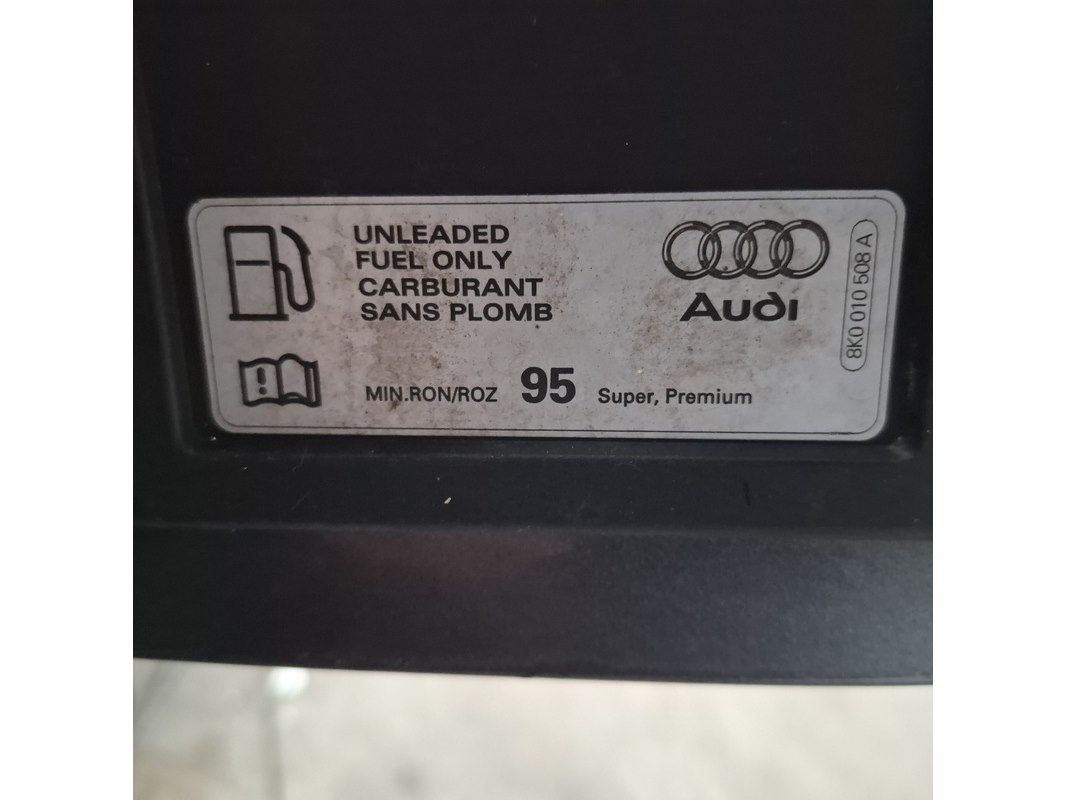 UNLEADED
FUEL ONLY
CARBURANT
SANS PLOMB
Audi
8K0 010 508 A
MIN.RON/ROZ 95 Super, Premium